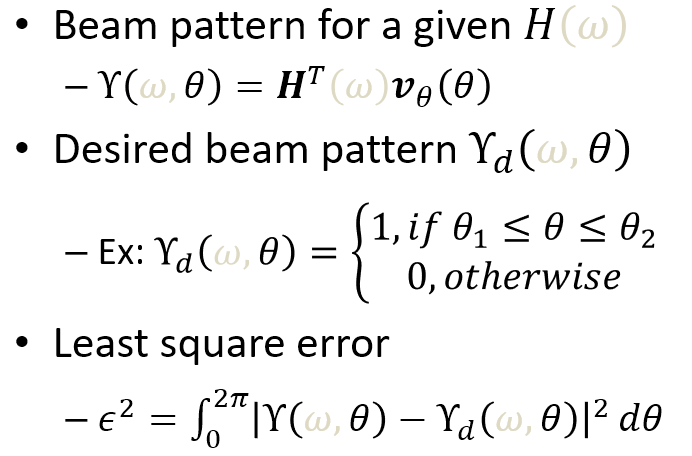 • Beam pattern for a given H(ω)
– ϒ(ω, θ) = H^T(ω)v_θ(θ)
• Desired beam pattern ϒ_d(ω, θ)
– Ex: ϒ_d(ω, θ) = {1, if θ_1 ≤ θ ≤ θ_2
0, otherwise
• Least square error
– ϵ^2 = ∫_0^{2π}|ϒ(ω, θ) − ϒ_d(ω, θ)|^2 dθ